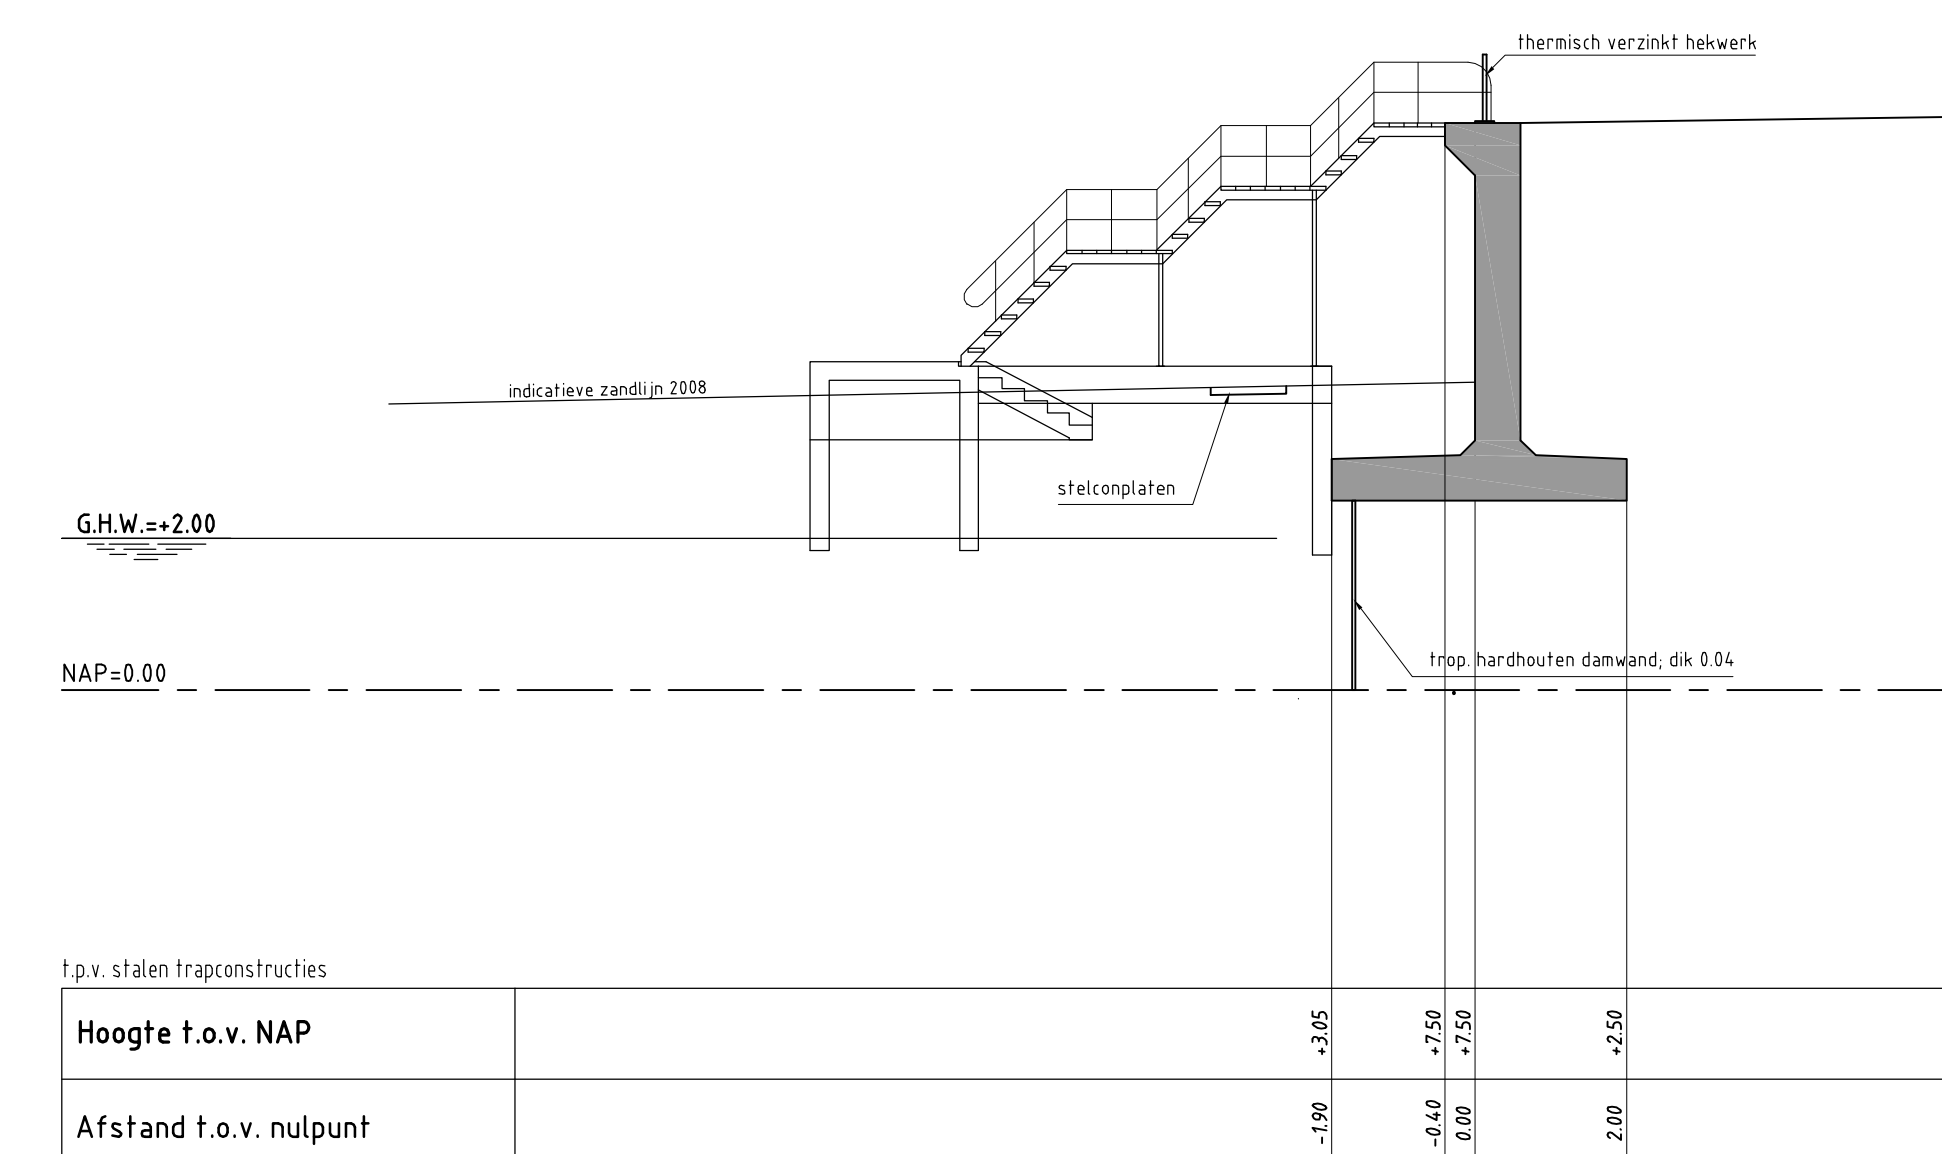 thermisch verzinkt hekwerk
indicatieve zandlijn 2008
stelconplaten
G.H.W.=+2.00
trop. hardhouten damwand; dik 0.04
NAP=0.00
t.p.v. stalen trapconstructies
Hoogte t.o.v. NAP
+3.05
+7.50
+7.50
+2.50
Afstand t.o.v. nulpunt
-1.90
-0.40
0.00
2.00